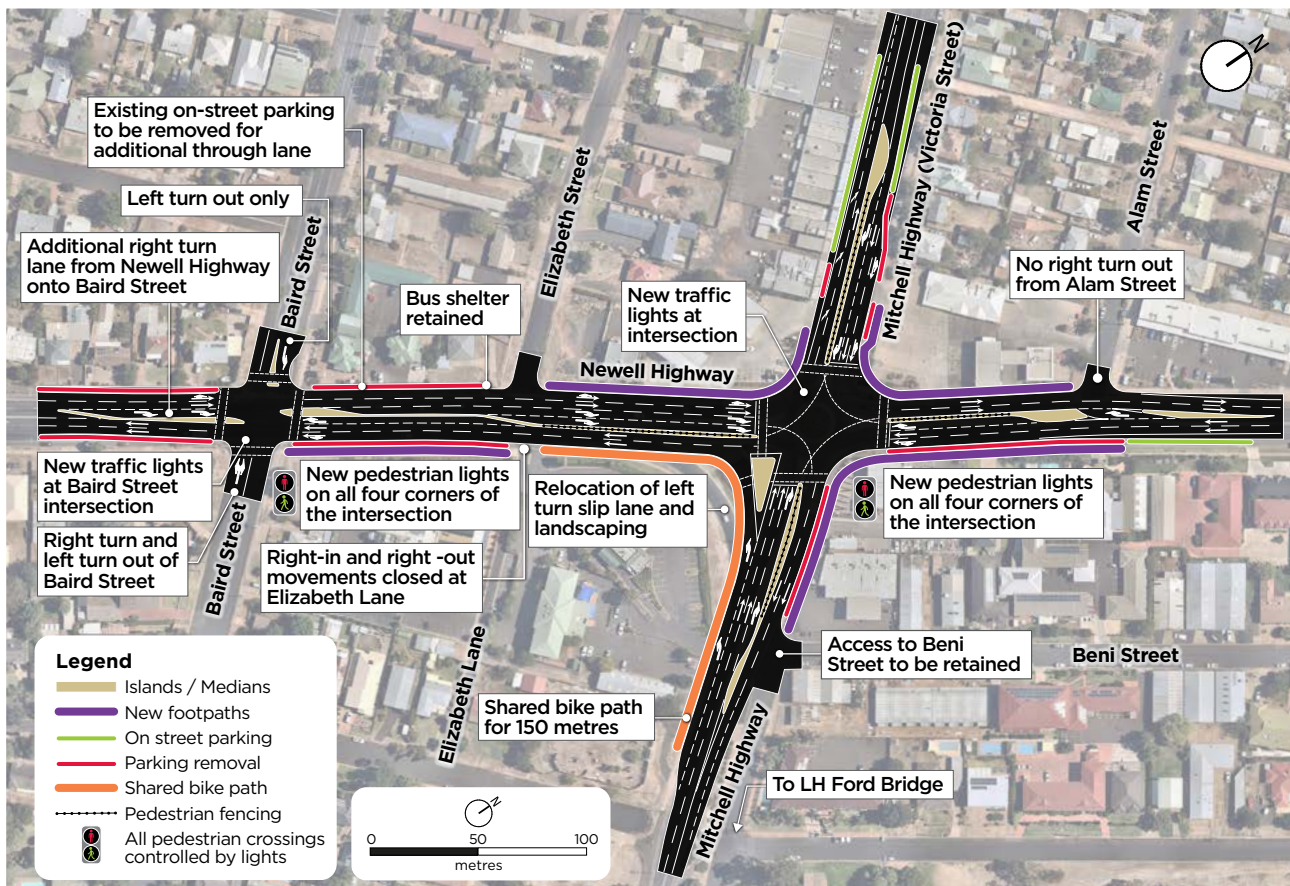 N
Mitchell Highway (Victoria Street)
Alam Street
Existing on-street parking
to be removed for
additional through lane
Left turn out only
Additional right turn
lane from Newell Highway
onto Baird Street
Baird Street
Bus shelter
retained
Elizabeth Street
New traffic
lights at
intersection
No right turn out
from Alam Street
Newell Highway
New traffic lights
at Baird Street
intersection
Right turn and
left turn out of
Baird Street
Baird Street
New pedestrian lights
on all four corners of
the intersection
Right-in and right -out
movements closed at
Elizabeth Lane
Relocation of left
turn slip lane and
landscaping
New pedestrian lights
on all four corners of
the intersection
Elizabeth Lane
Access to Beni
Street to be retained
Beni Street
Shared bike path
for 150 metres
Mitchell Highway
To LH Ford Bridge
Legend
Islands / Medians
New footpaths
On street parking
Parking removal
Shared bike path
Pedestrian fencing
All pedestrian crossings
controlled by lights
N
0 50 100
metres